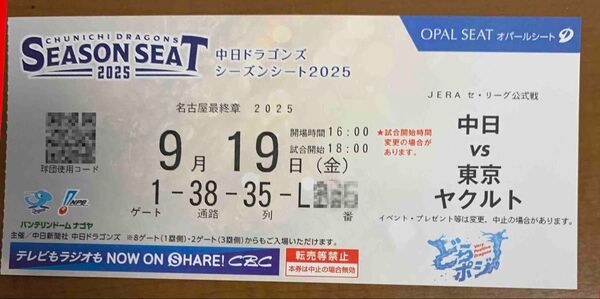 CHUNICHI DRAGONS
SEASON SEAT
2025
中日ドラゴンズ
シーズンシート2025
OPAL SEAT オパールシート
名古屋最終章 2025
JERA セ・リーグ公式戦
球団使用コード
9月19日(金)
開場時間 16:00
試合開始 18:00
★試合開始時間
変更の場合が
あります。
中日
VS
東京
ヤクルト
1-38-35-L
番
ゲート 通路 列
イベント・プレゼント等は変更、中止の場合があります。
NPB
バンテリンドーム ナゴヤ
主催/中日新聞社 中日ドラゴンズ ※8ゲート(1塁側)・2ゲート(3塁側)からもご入場いただけます。
テレビもラジオも NOW ON SHARE! CBC
転売等禁止
本券は中止の場合無効
Very Positive Dragons!
どらポジ